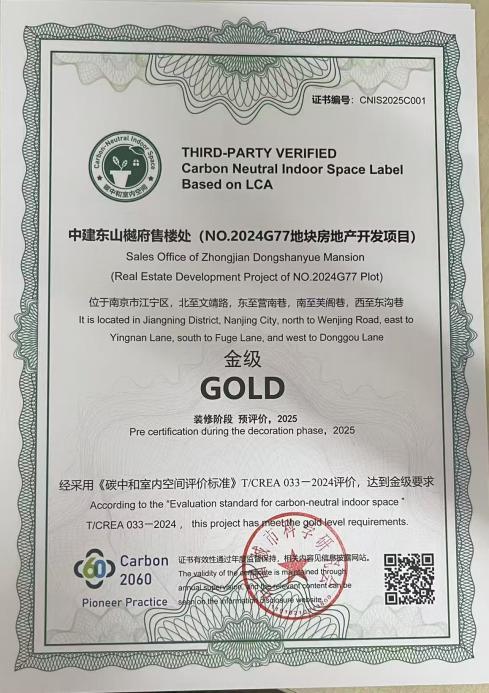 证书编号：CNIS2025C001
Carbon-Neutral Indoor Space
碳中和室内空间
THIRD-PARTY VERIFIED
Carbon Neutral Indoor Space Label
Based on LCA
中建东山樾府售楼处（NO.2024G77地块房地产开发项目）
Sales Office of Zhongjian Dongshanyue Mansion
(Real Estate Development Project of NO.2024G77 Plot)
位于南京市江宁区，北至文靖路，东至营南巷，南至芙阁巷，西至东沟巷
It is located in Jiangning District, Nanjing City, north to Wenjing Road, east to
Yingnan Lane, south to Fuge Lane, and west to Donggou Lane
金级
GOLD
装修阶段 预评价，2025
Pre certification during the decoration phase，2025
经采用《碳中和室内空间评价标准》T/CREA 033－2024评价，达到金级要求
According to the “Evaluation standard for carbon-neutral indoor space ”
T/CREA 033－2024 ，this project has meet the gold level requirements.
60
Carbon
2060
Pioneer Practice
证书有效性通过年度监督保持，相关内容见信息披露网站。
The validity of the certificate is maintained through
annual supervision, and the relevant content can be
seen on the information disclosure website.
市科学研究